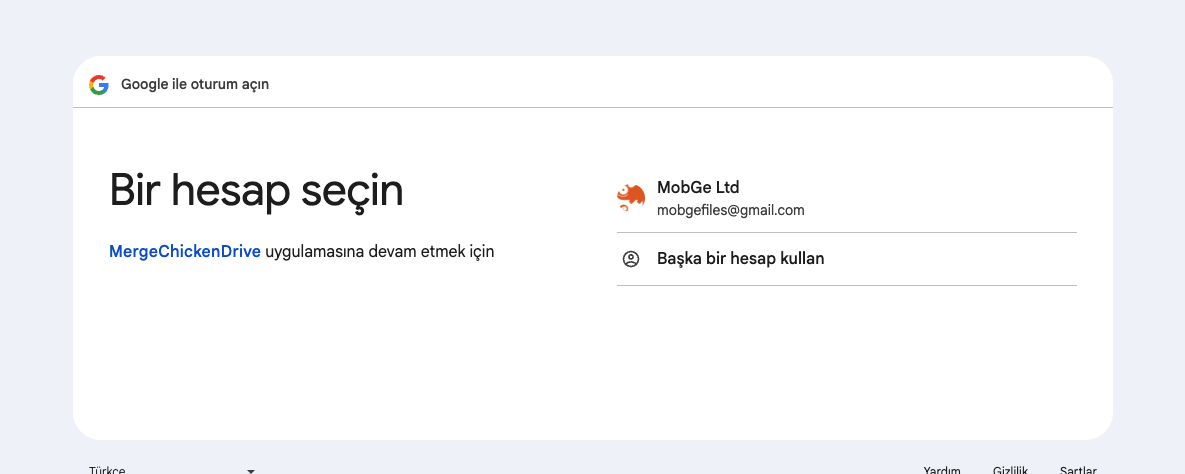 Google ile oturum açın
Bir hesap seçin
MergeChickenDrive uygulamasına devam etmek için
MobGe Ltd
mobgefiles@gmail.com
Başka bir hesap kullan
Türkçe
Yardım
Gizlilik
Şartlar